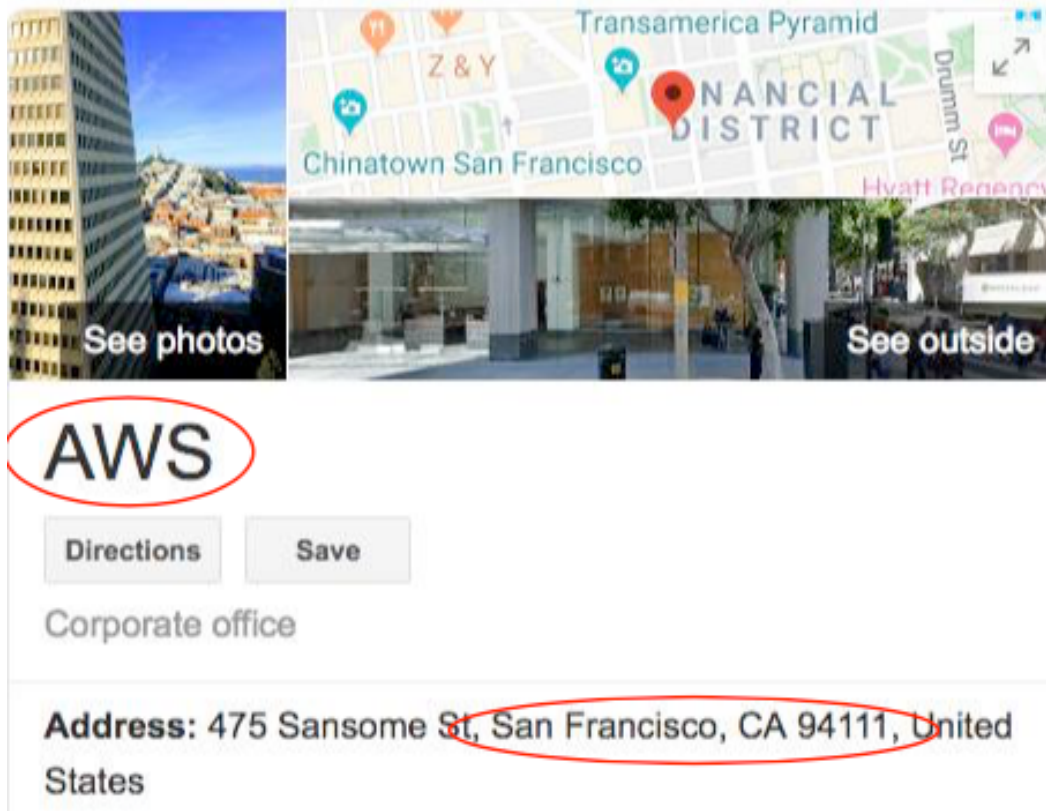 Transamerica Pyramid
Z & Y
NANCIAL
DISTRICT
Drumm St
Chinatown San Francisco
Hyatt Regency
See photos
See outside
AWS
Directions
Save
Corporate office
Address: 475 Sansome St, San Francisco, CA 94111, United
States